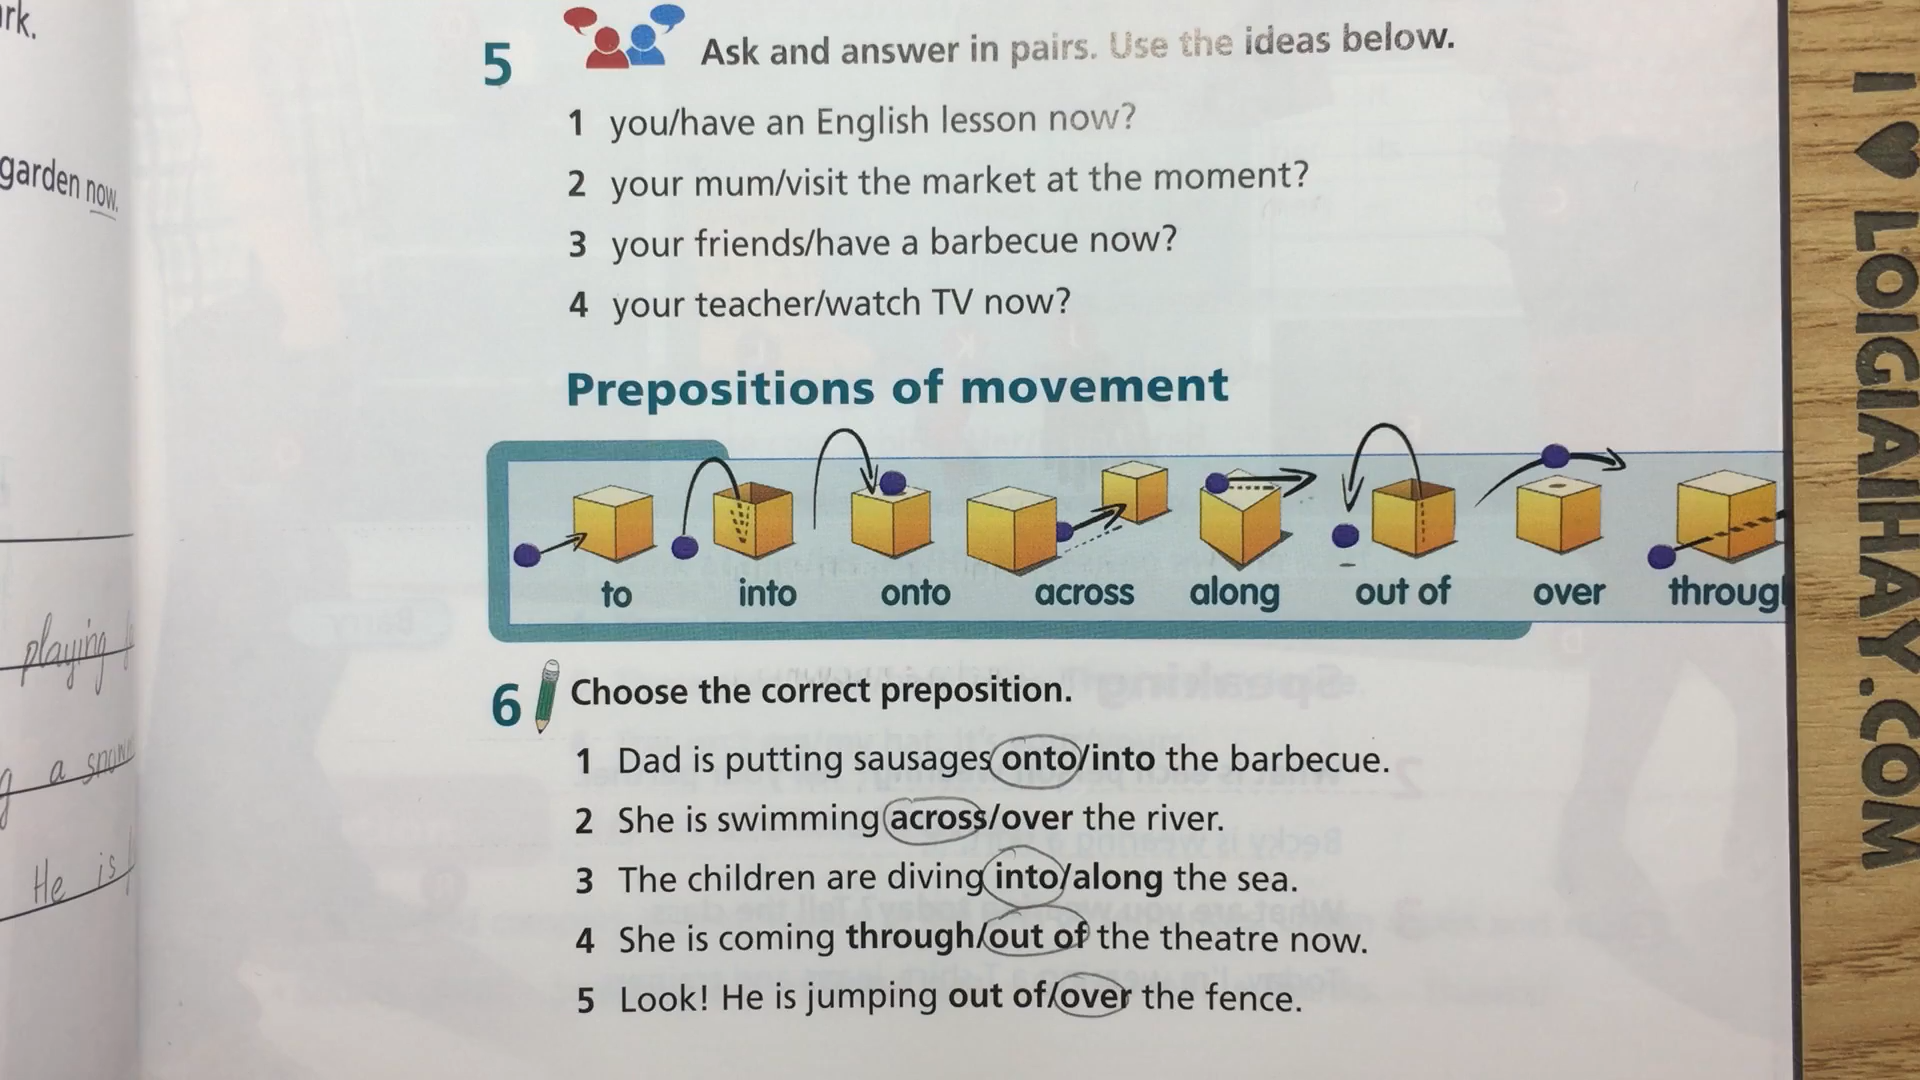 rk.
garden now.
playing
a snow
He is
5 Ask and answer in pairs. Use the ideas below.
1 you/have an English lesson now?
2 your mum/visit the market at the moment?
3 your friends/have a barbecue now?
4 your teacher/watch TV now?
Prepositions of movement
to into onto across along out of over through
6 Choose the correct preposition.
1 Dad is putting sausages onto/into the barbecue.
2 She is swimming across/over the river.
3 The children are diving into/along the sea.
4 She is coming through/out of the theatre now.
5 Look! He is jumping out of/over the fence.
I ♥ LOIGIAIHAY.COM